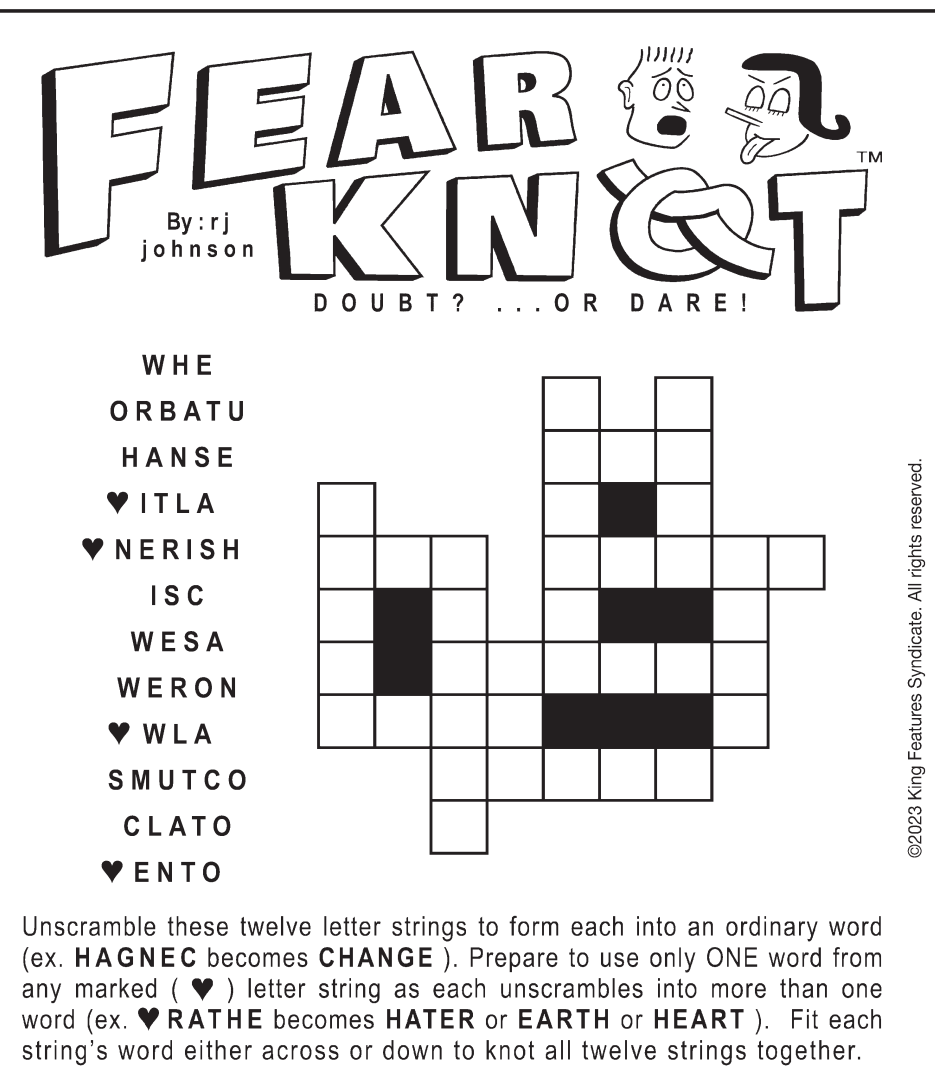 FEAR
KNOT™
By: rj
johnson
DOUBT? ...OR DARE!
WHE
ORBATU
HANSE
♥ ITLA
♥ NERISH
ISC
WESA
WERON
♥ WLA
SMUTCO
CLATO
♥ ENTO
©2023 King Features Syndicate. All rights reserved.
Unscramble these twelve letter strings to form each into an ordinary word
(ex. HAGNEC becomes CHANGE ). Prepare to use only ONE word from
any marked ( ♥ ) letter string as each unscrambles into more than one
word (ex. ♥ RATHE becomes HATER or EARTH or HEART ). Fit each
string's word either across or down to knot all twelve strings together.